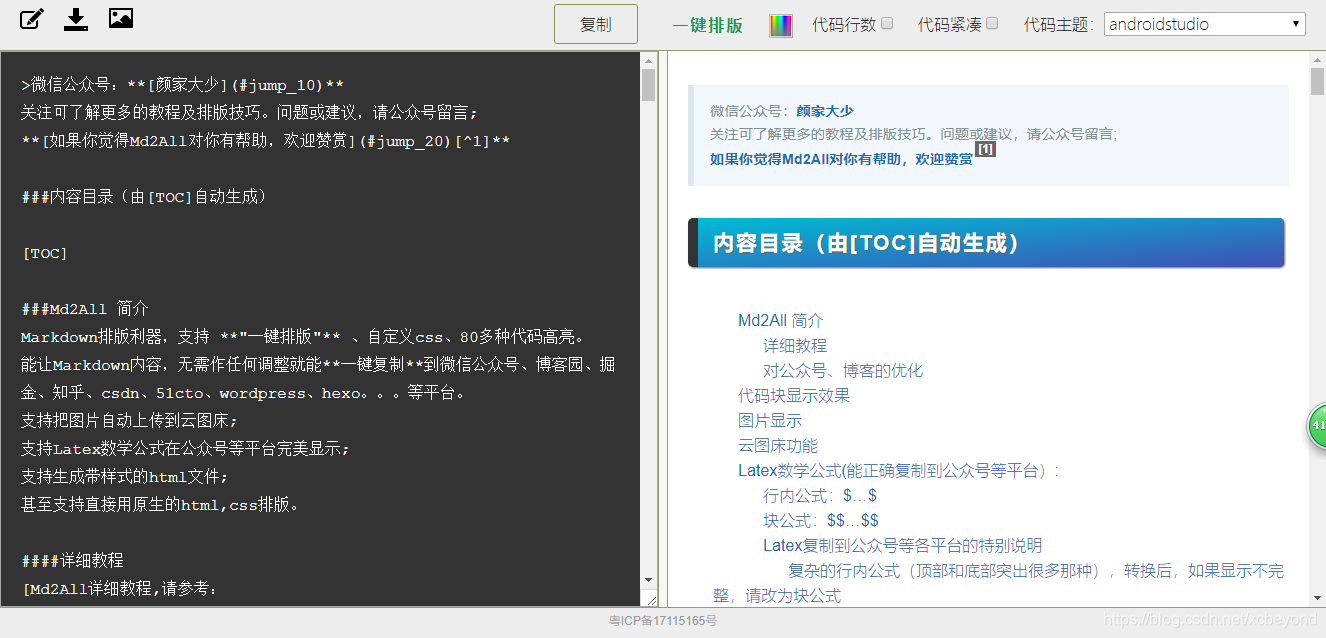 复制
一键排版
代码行数
代码紧凑
代码主题:
androidstudio
>微信公众号：**[颜家大少](#jump_10)**
关注可了解更多的教程及排版技巧。问题或建议，请公众号留言;
**[如果你觉得Md2All对你有帮助，欢迎赞赏](#jump_20)[^1]**
###内容目录（由[TOC]自动生成）
[TOC]
###Md2All 简介
Markdown排版利器，支持 **"一键排版"** 、自定义css、80多种代码高亮。
能让Markdown内容，无需作任何调整就能**一键复制**到微信公众号、博客园、掘
金、知乎、csdn、51cto、wordpress、hexo。。。等平台。
支持把图片自动上传到云图床;
支持Latex数学公式在公众号等平台完美显示;
支持生成带样式的html文件;
甚至支持直接用原生的html,css排版。
####详细教程
[Md2All详细教程,请参考：
微信公众号：颜家大少
关注可了解更多的教程及排版技巧。问题或建议，请公众号留言;
如果你觉得Md2All对你有帮助，欢迎赞赏[1]
内容目录（由[TOC]自动生成）
Md2All 简介
详细教程
对公众号、博客的优化
代码块显示效果
图片显示
云图床功能
Latex数学公式(能正确复制到公众号等平台）:
行内公式：$...$
块公式：$$...$$
Latex复制到公众号等各平台的特别说明
复杂的行内公式（顶部和底部突出很多那种），转换后，如果显示不完
整，请改为块公式
41
粤ICP备17115165号
https://blog.csdn.net/xcbeyond